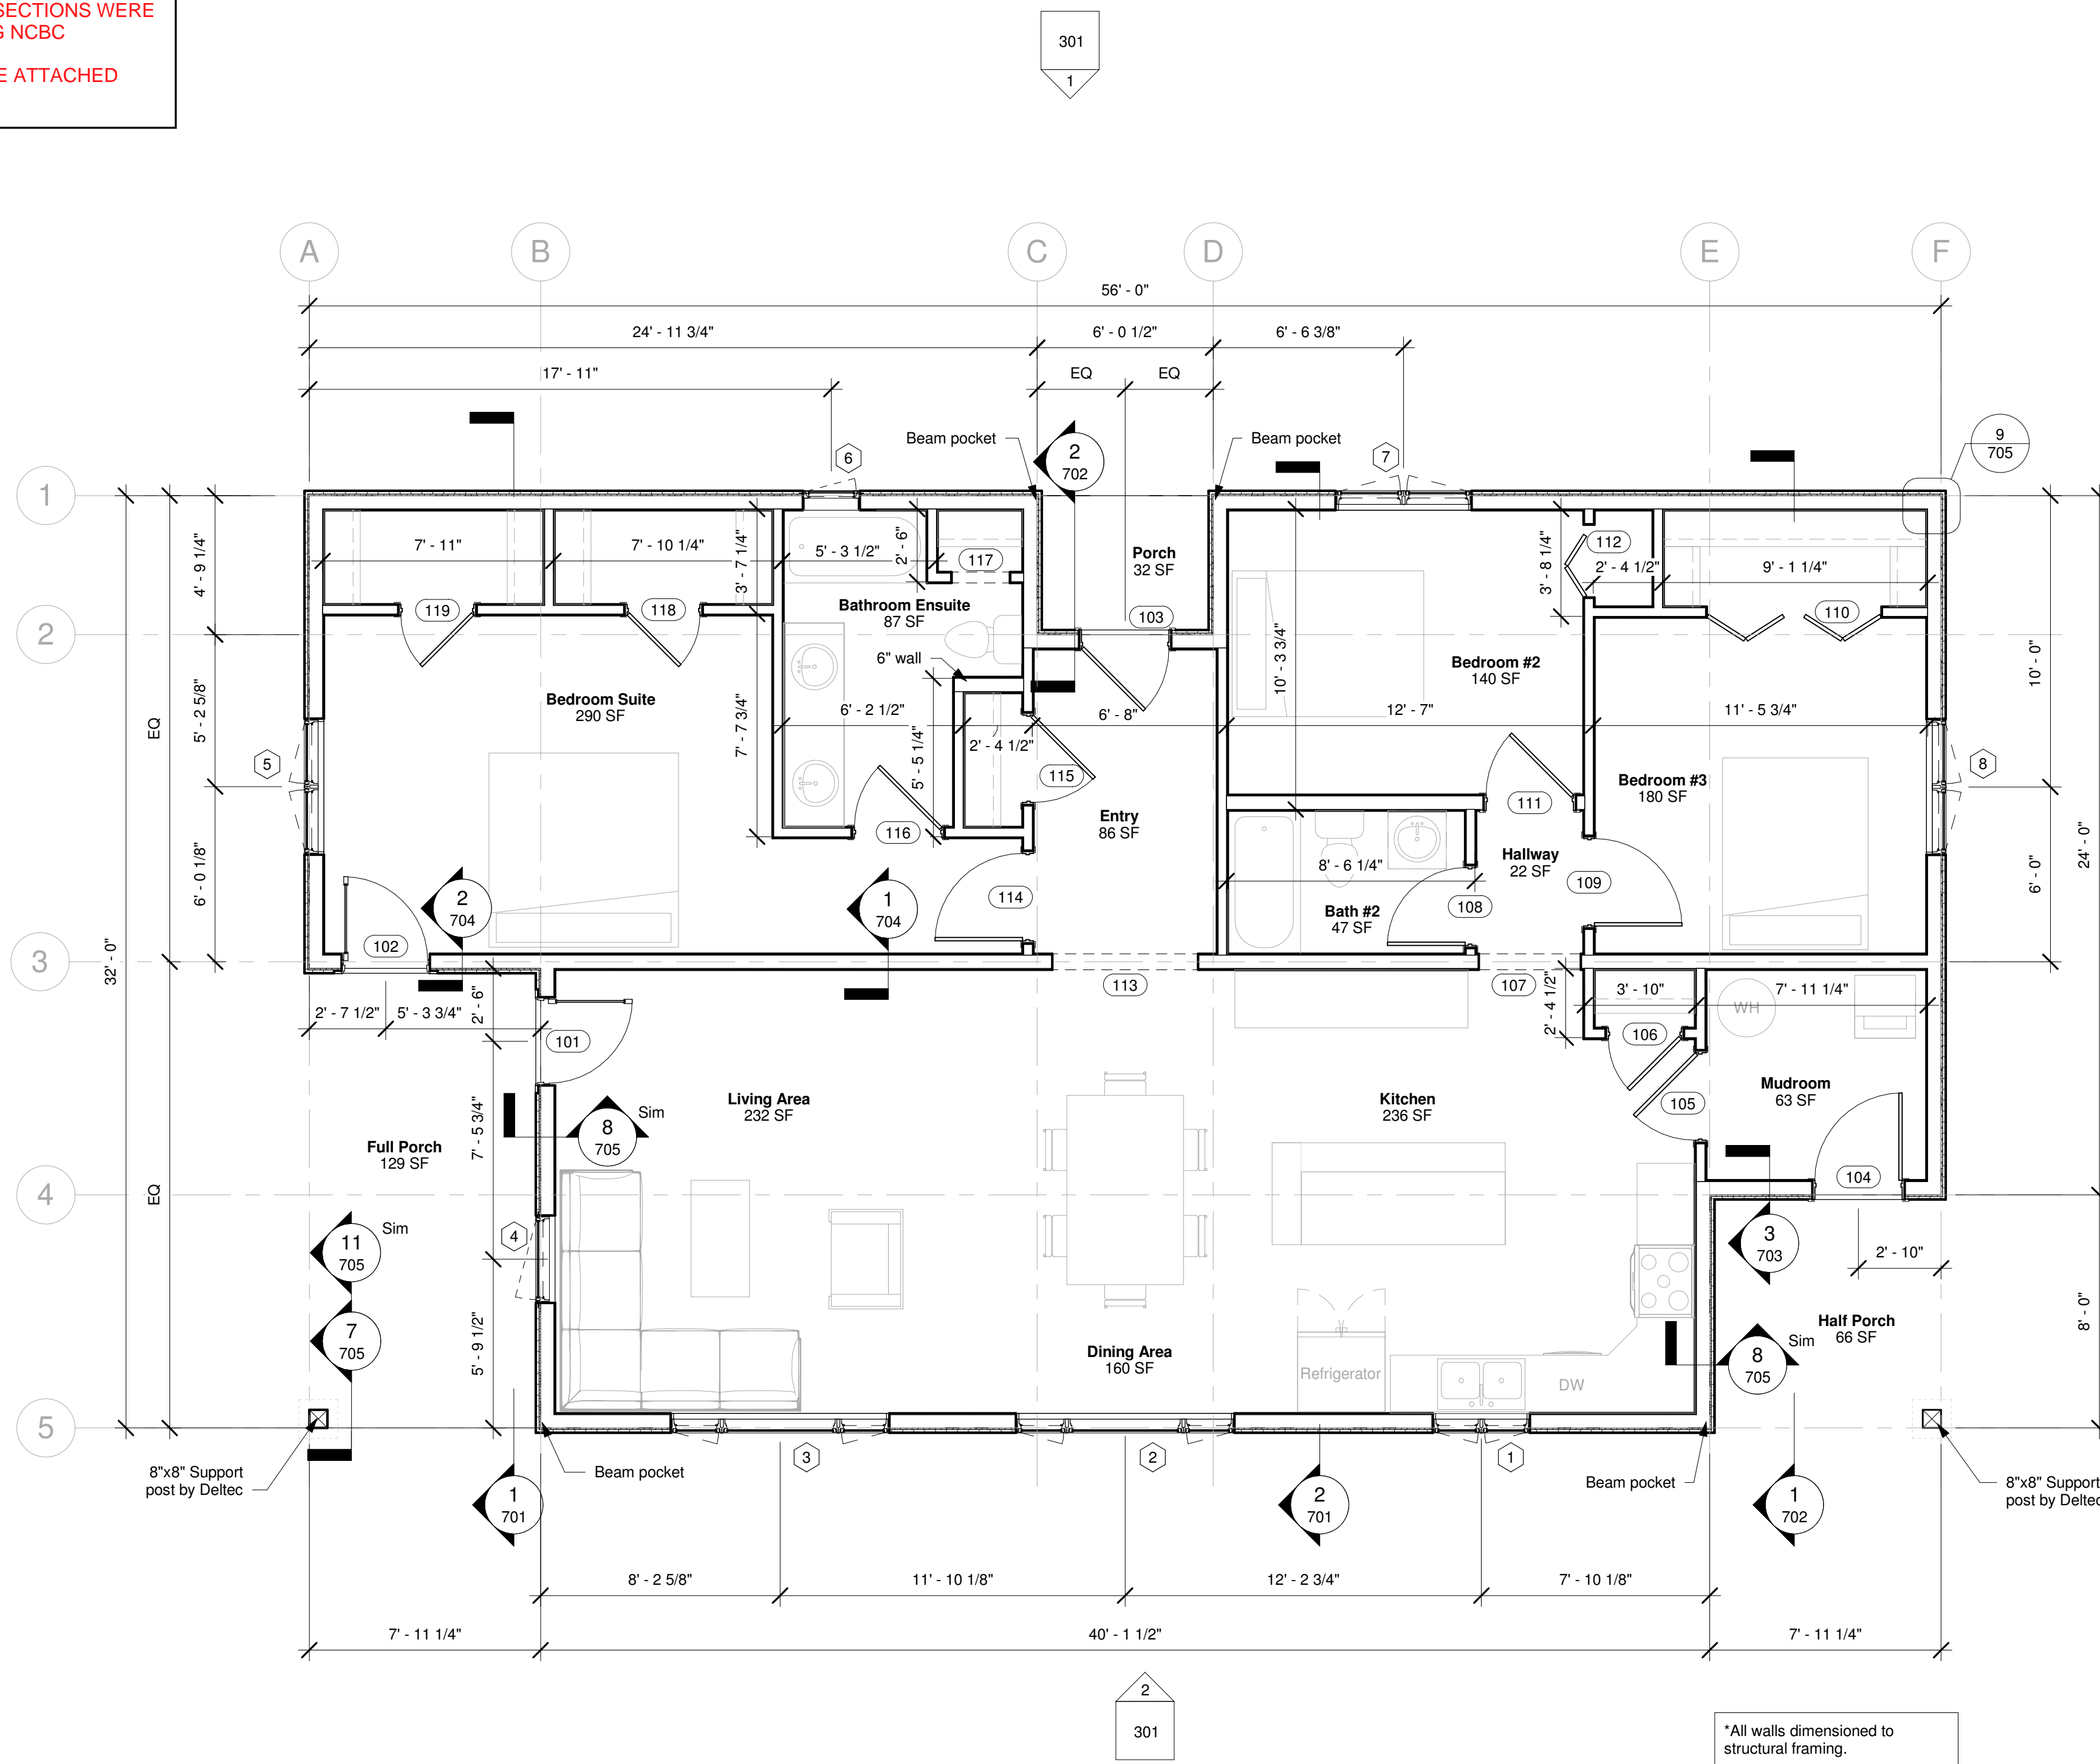 SECTIONS WERE
NCBC
E ATTACHED
301
1
A
B
C
D
E
F
56' - 0"
24' - 11 3/4"
6' - 0 1/2"
6' - 6 3/8"
17' - 11"
EQ
EQ
Beam pocket
2
702
Beam pocket
6
7
9
705
1
2
3
4
5
4' - 9 1/4"
5' - 2 5/8"
6' - 0 1/8"
EQ
EQ
32' - 0"
7' - 11"
7' - 10 1/4"
3' - 7 1/4"
5' - 3 1/2"
2' - 6"
117
119
118
Bathroom Ensuite
87 SF
6" wall
Porch
32 SF
103
3' - 8 1/4"
112
2' - 4 1/2"
9' - 1 1/4"
110
10' - 3 3/4"
Bedroom #2
140 SF
Bedroom Suite
290 SF
6' - 2 1/2"
7' - 7 3/4"
5' - 5 1/4"
2' - 4 1/2"
6' - 8"
12' - 7"
11' - 5 3/4"
10' - 0"
6' - 0"
24' - 0"
5
8
115
116
Entry
86 SF
111
Bedroom #3
180 SF
8' - 6 1/4"
Hallway
22 SF
109
108
Bath #2
47 SF
114
2
704
1
704
102
113
107
2' - 7 1/2"
5' - 3 3/4"
2' - 6"
101
2' - 4 1/2"
3' - 10"
7' - 11 1/4"
WH
106
105
Mudroom
63 SF
104
Living Area
232 SF
Kitchen
236 SF
8
705
Sim
7' - 5 3/4"
Full Porch
129 SF
4
11
705
Sim
7
705
5' - 9 1/2"
3
703
2' - 10"
Half Porch
66 SF
8' - 0"
8
705
Sim
Dining Area
160 SF
Refrigerator
DW
8"x8" Support
post by Deltec
Beam pocket
3
2
1
Beam pocket
8"x8" Support
post by Deltec
1
701
2
701
1
702
8' - 2 5/8"
11' - 10 1/8"
12' - 2 3/4"
7' - 10 1/8"
7' - 11 1/4"
40' - 1 1/2"
7' - 11 1/4"
2
301
*All walls dimensioned to
structural framing.